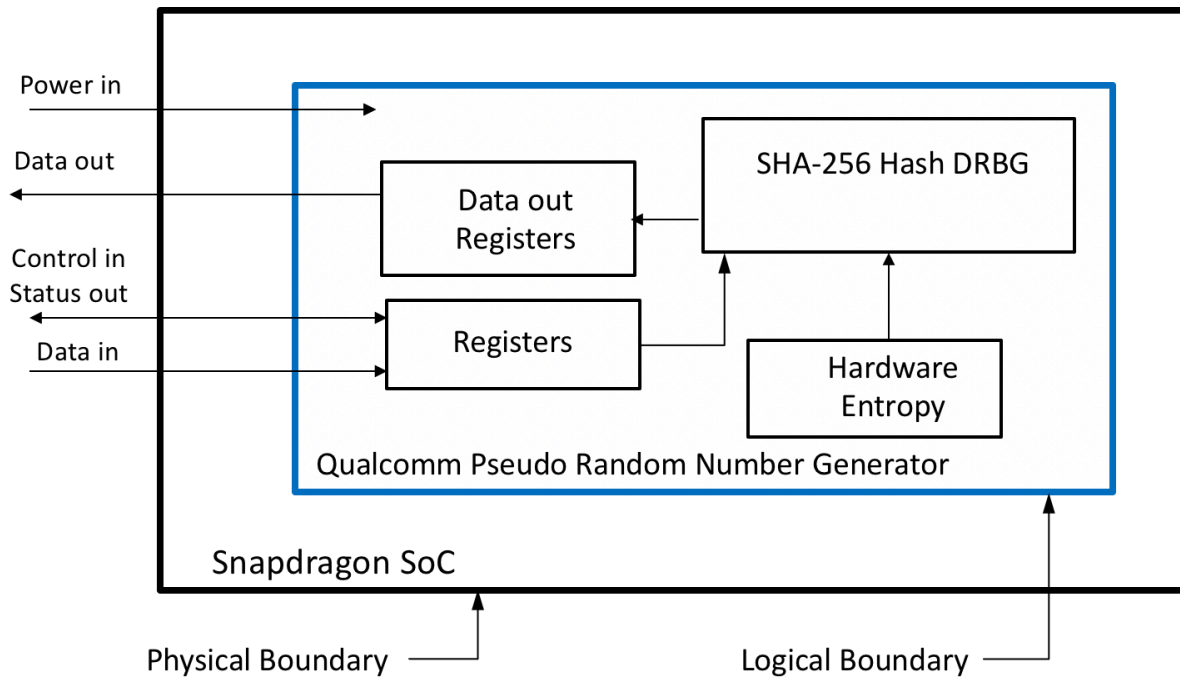 Power in
Data out
Control in
Status out
Data in
SHA-256 Hash DRBG
Data out
Registers
Registers
Hardware
Entropy
Qualcomm Pseudo Random Number Generator
Snapdragon SoC
Physical Boundary
Logical Boundary